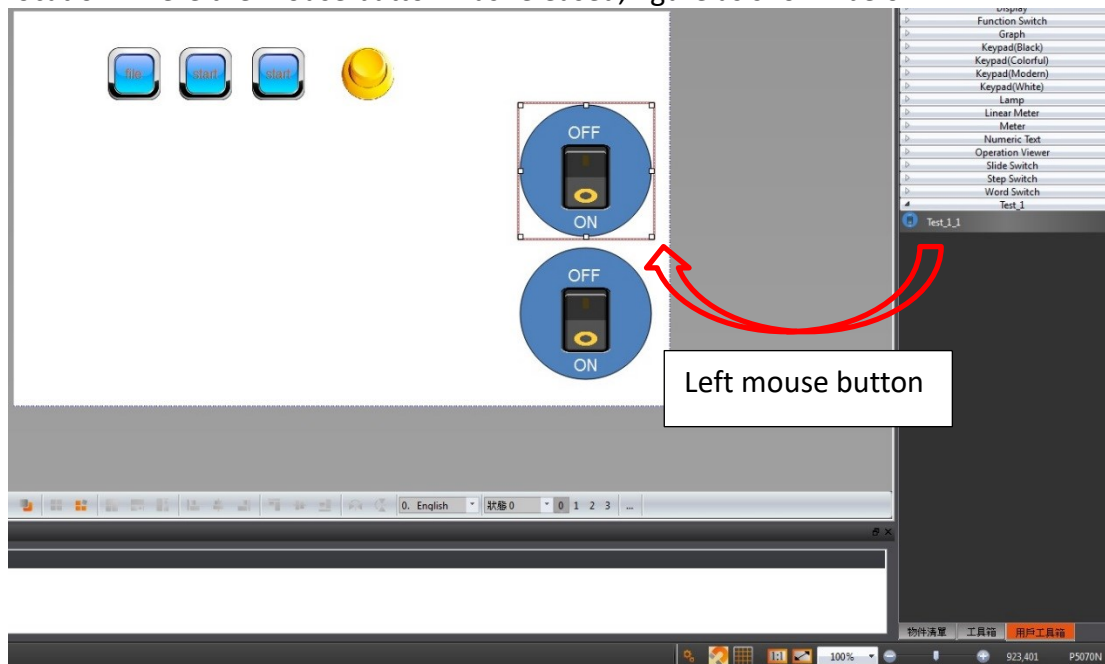 Display
Function Switch
Graph
Keypad(Black)
Keypad(Colorful)
Keypad(Modern)
Keypad(White)
Lamp
Linear Meter
Meter
Numeric Text
Operation Viewer
Slide Switch
Step Switch
Word Switch
Test_1
Test_1_1
file
start
start
OFF
ON
OFF
ON
Left mouse button
0. English
狀態 0
0 1 2 3 ...
物件清單 工具箱 用戶工具箱
1:1
100%
923,401 P5070N